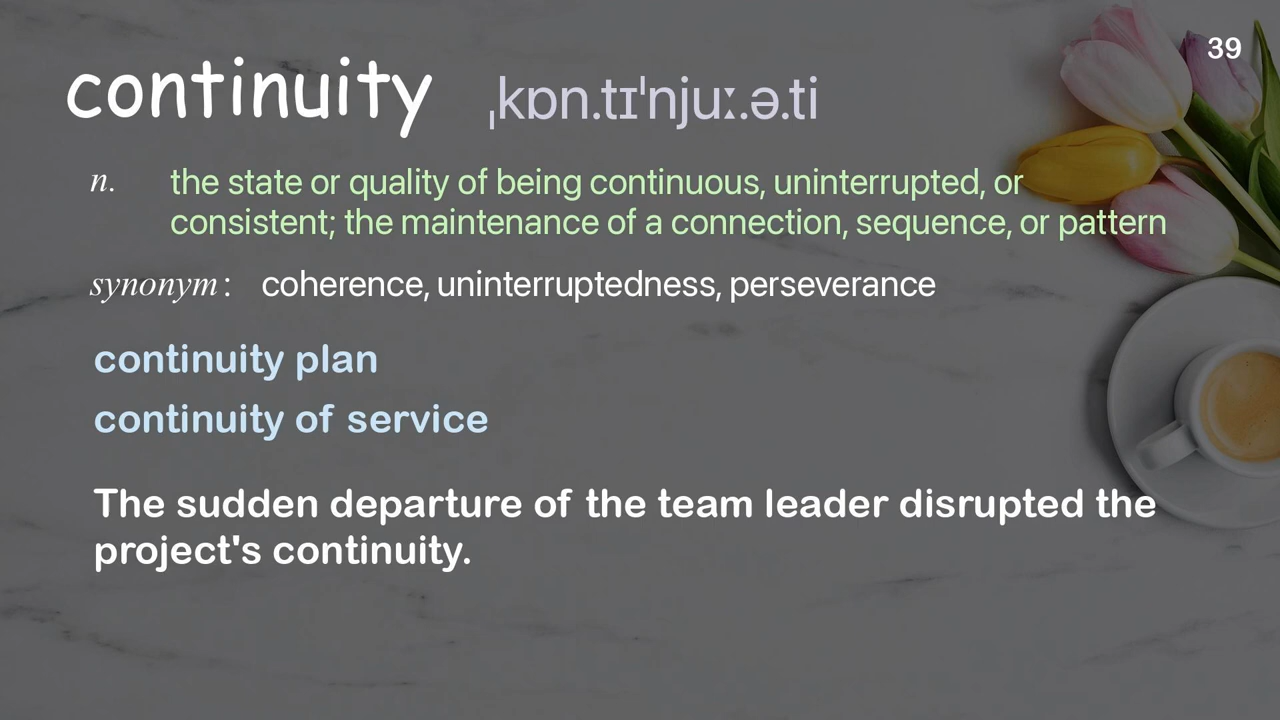 39
continuity ˌkɒn.tɪˈnjuː.ə.ti
n. the state or quality of being continuous, uninterrupted, or
consistent; the maintenance of a connection, sequence, or pattern
synonym : coherence, uninterruptedness, perseverance
continuity plan
continuity of service
The sudden departure of the team leader disrupted the
project's continuity.